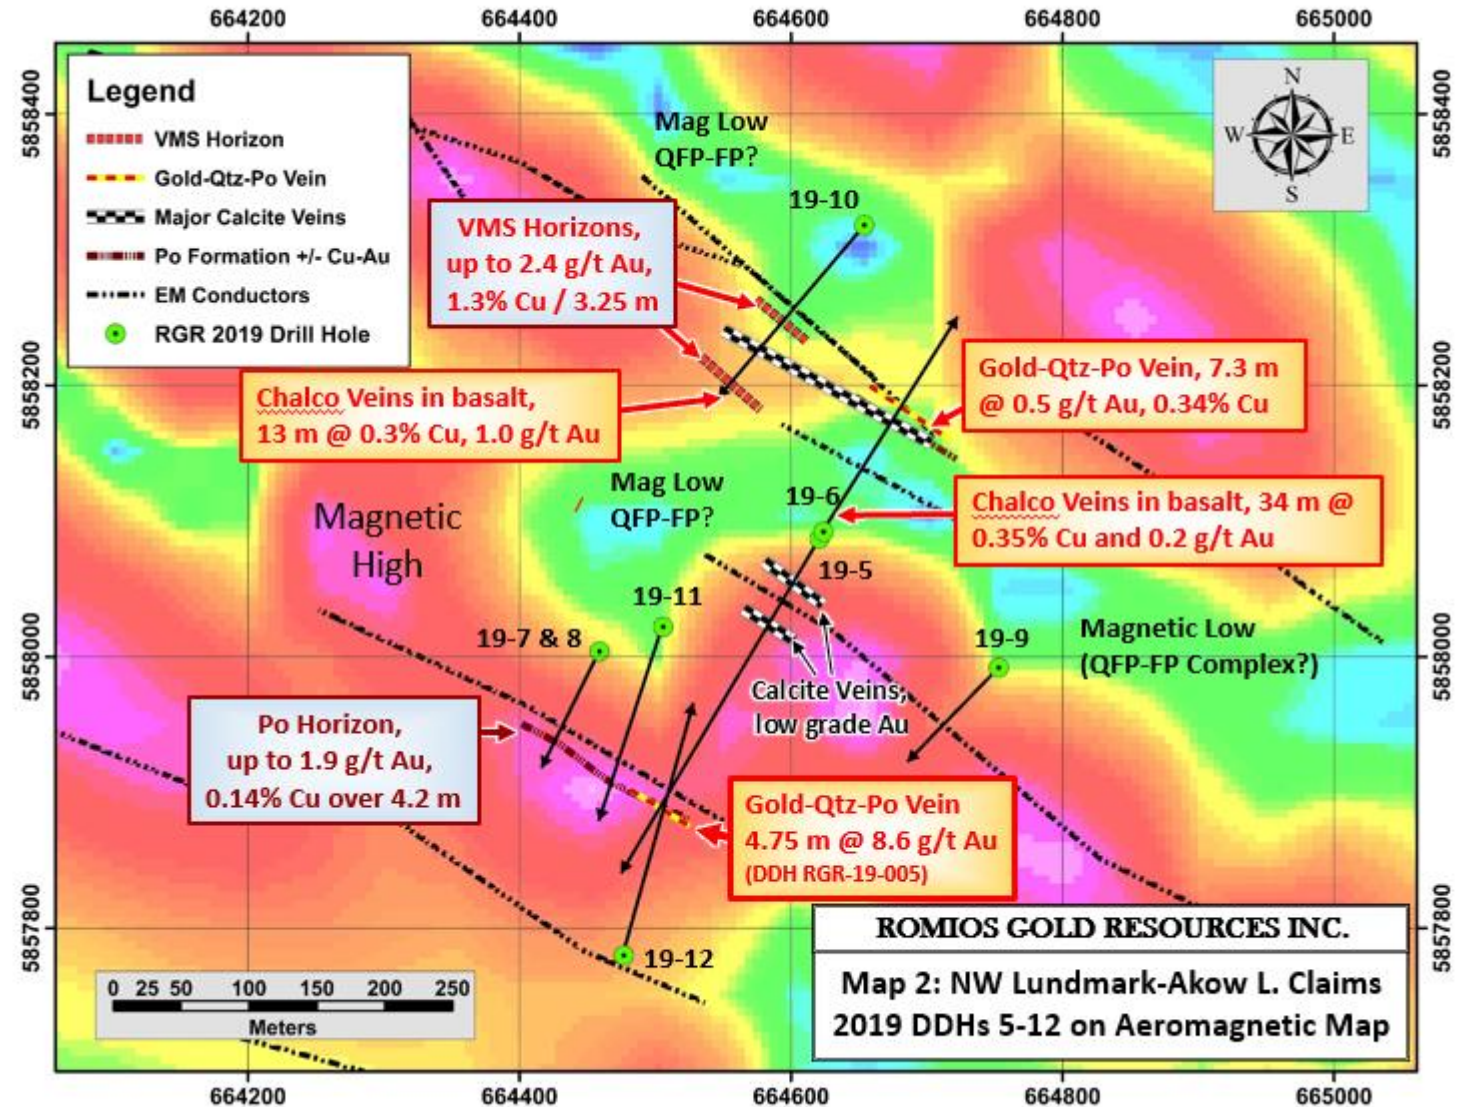 664200
664400
664600
664800
665000
5858400
5858200
5858000
5857800
5858400
5858200
5858000
5857800
Legend
VMS Horizon
Gold-Qtz-Po Vein
Major Calcite Veins
Po Formation +/- Cu-Au
EM Conductors
RGR 2019 Drill Hole
N
W
E
S
Mag Low
QFP-FP?
19-10
VMS Horizons,
up to 2.4 g/t Au,
1.3% Cu / 3.25 m
Chalco Veins in basalt,
13 m @ 0.3% Cu, 1.0 g/t Au
Gold-Qtz-Po Vein, 7.3 m
@ 0.5 g/t Au, 0.34% Cu
Mag Low
QFP-FP?
19-6
Chalco Veins in basalt, 34 m @
0.35% Cu and 0.2 g/t Au
Magnetic
High
19-5
19-11
19-7 & 8
19-9
Magnetic Low
(QFP-FP Complex?)
Calcite Veins,
low grade Au
Po Horizon,
up to 1.9 g/t Au,
0.14% Cu over 4.2 m
Gold-Qtz-Po Vein
4.75 m @ 8.6 g/t Au
(DDH RGR-19-005)
19-12
ROMIOS GOLD RESOURCES INC.
Map 2: NW Lundmark-Akow L. Claims
2019 DDHs 5-12 on Aeromagnetic Map
0 25 50 100 150 200 250
Meters
664200
664400
664600
664800
665000